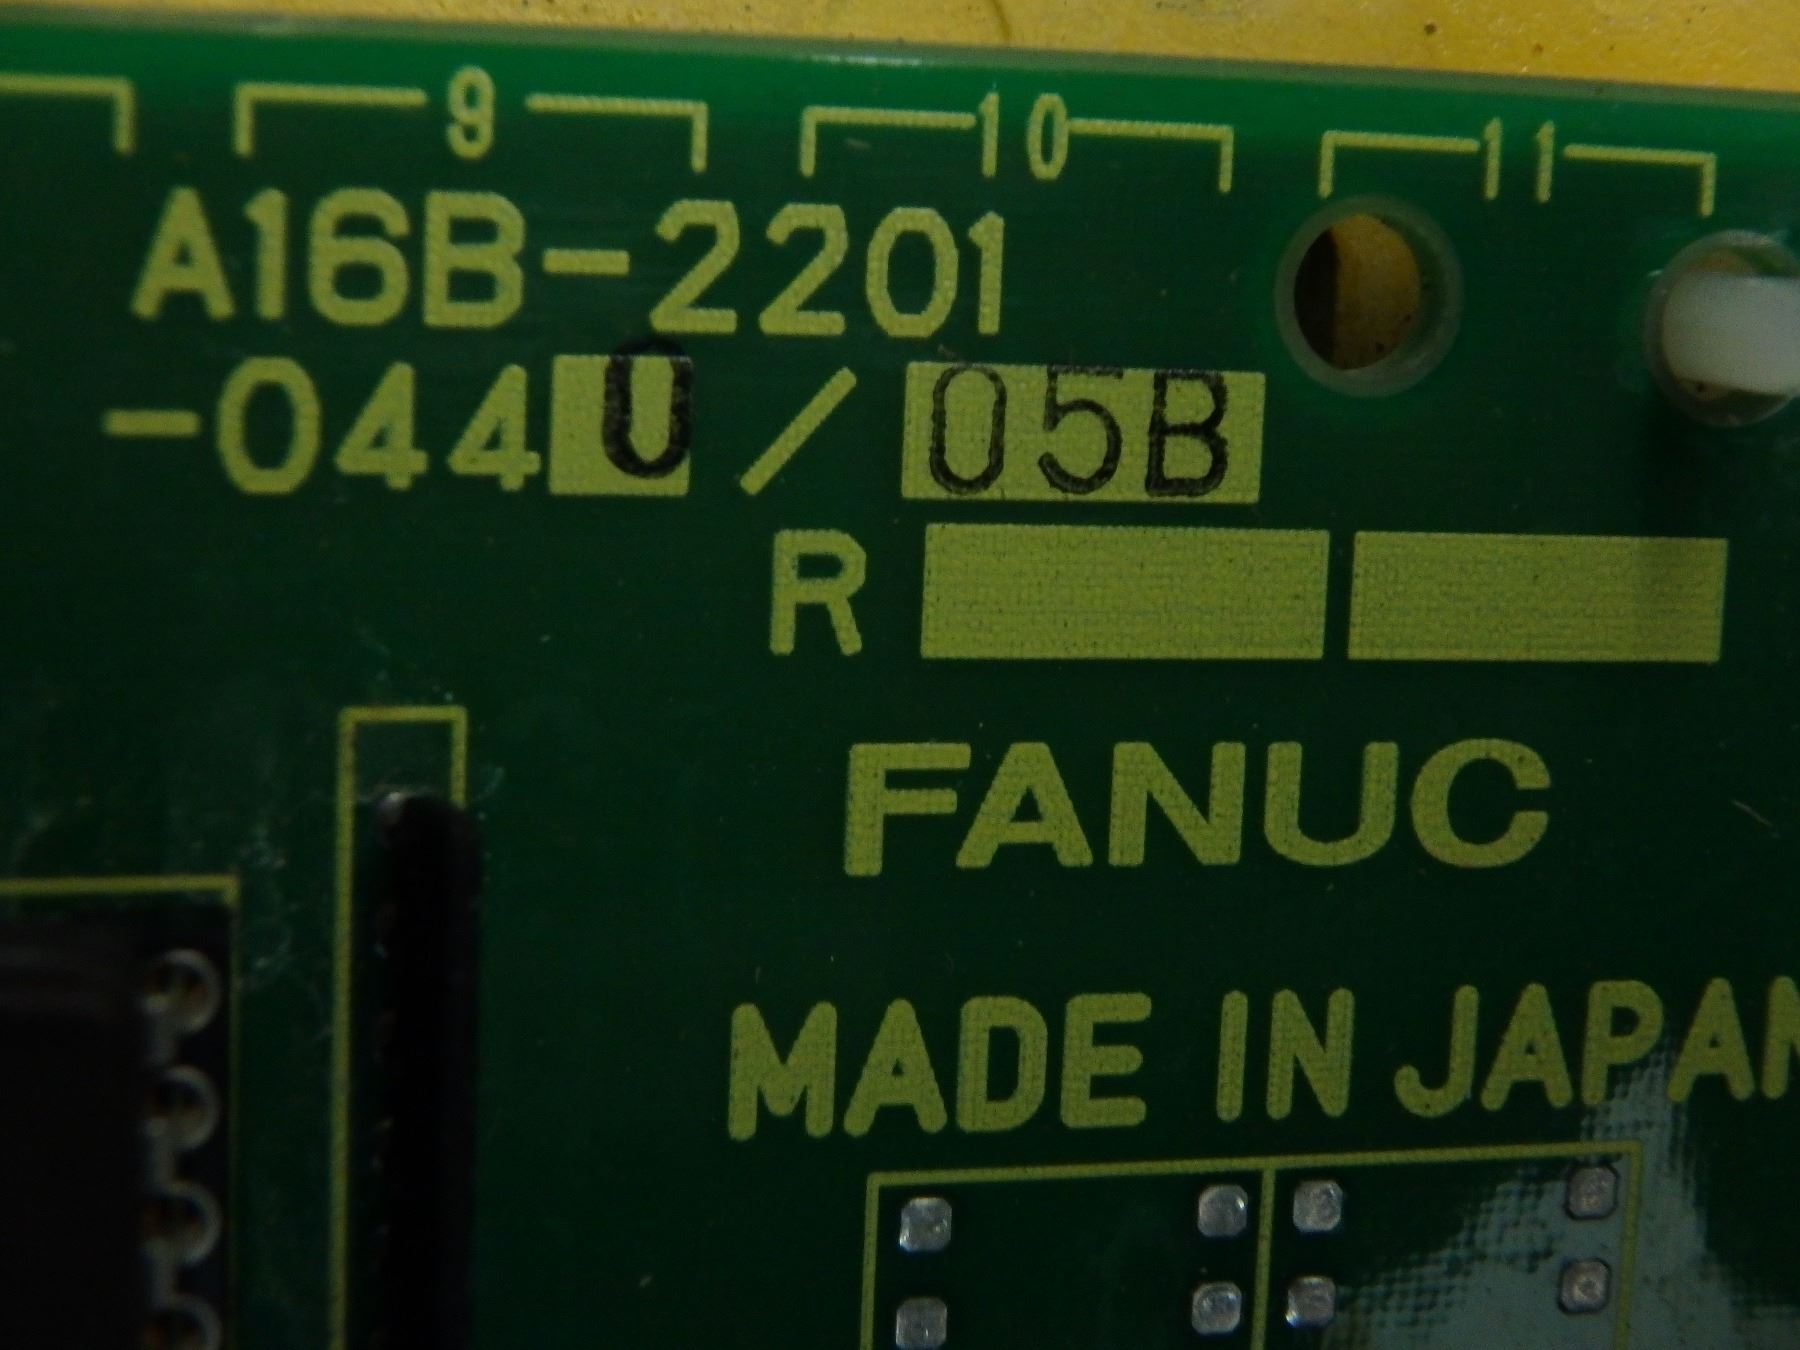 9 10 11
A16B-2201
-0440/05B
R
FANUC
MADE IN JAPAN